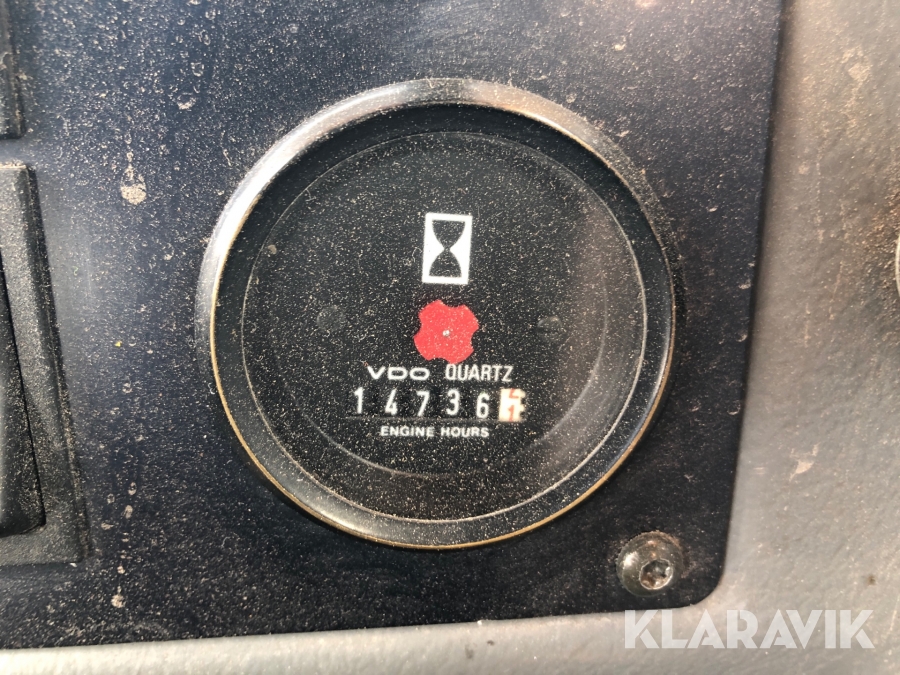 VDO QUARTZ
14736
ENGINE HOURS
KLARAVIK